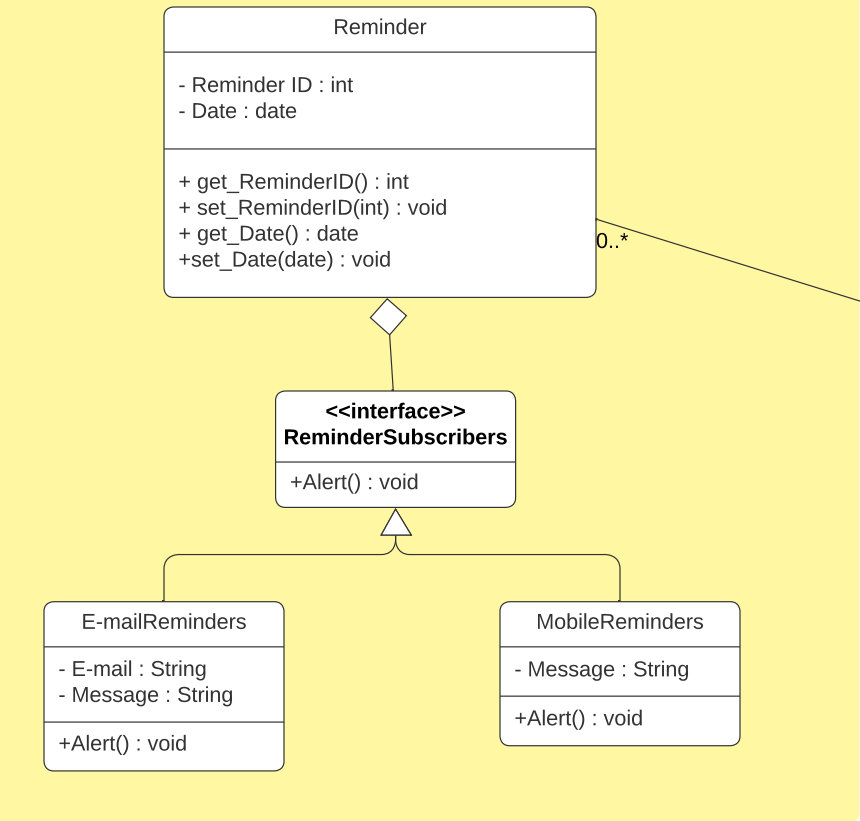 Reminder
- Reminder ID : int
- Date : date
+ get_ReminderID() : int
+ set_ReminderID(int) : void
+ get_Date() : date
+set_Date(date) : void
0..*
<<interface>>
ReminderSubscribers
+Alert() : void
E-mailReminders
- E-mail : String
- Message : String
+Alert() : void
MobileReminders
- Message : String
+Alert() : void